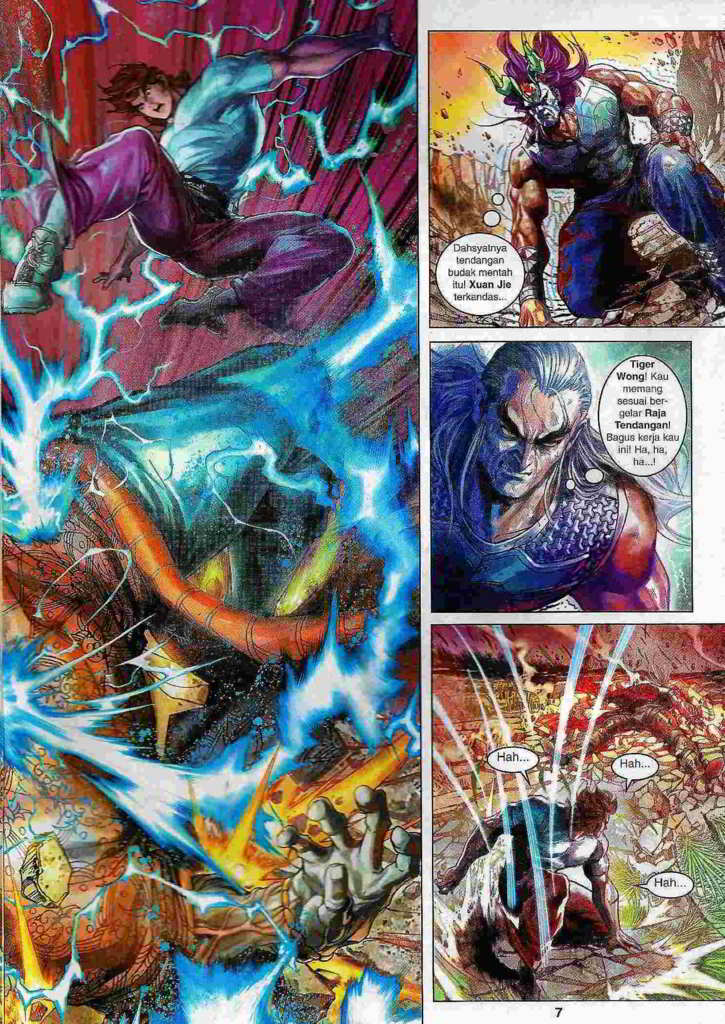 Dahsyatnya
tendangan
budak mentah
itu! Xuan Jie
terkandas...
Tiger
Wong! Kau
memang
sesuai ber-
gelar Raja
Tendangan!
Bagus kerja kau
ini! Ha, ha,
ha...!
Hah...
Hah...
Hah...
7